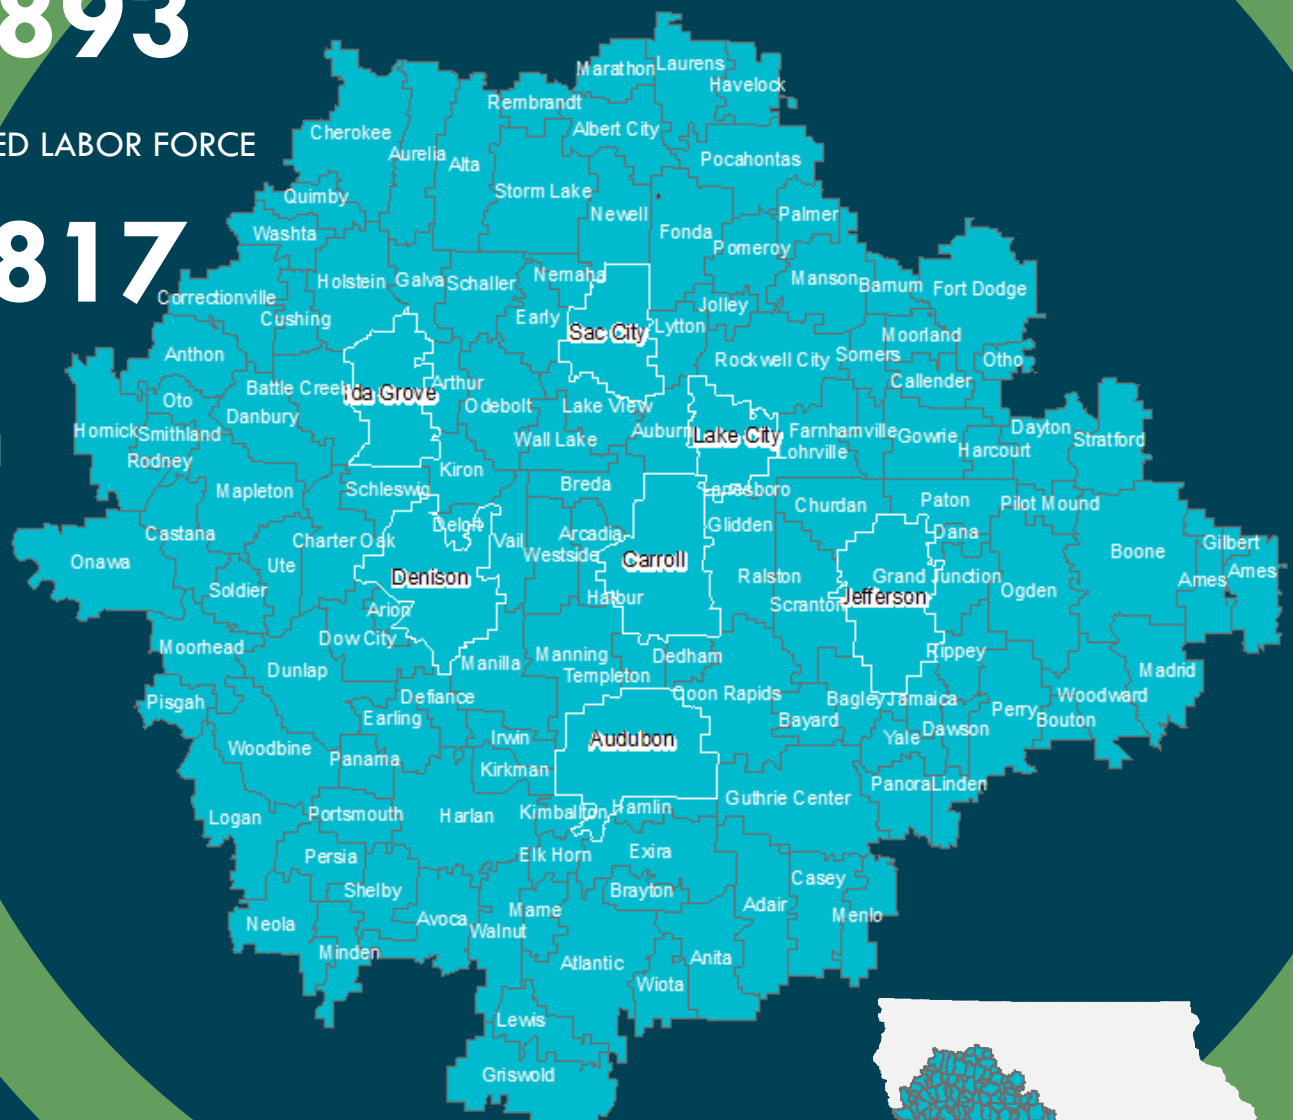 893
ED LABOR FORCE
817
Marathon
Laurens
Havelock
Rembrandt
Cherokee
Albert City
Aurelia
Alta
Pocahontas
Quimby
Storm Lake
Newell
Palmer
Washta
Fonda
Pomeroy
Holstein
Galva
Schaller
Nemaha
Manson
Barnum
Fort Dodge
Correctionville
Cushing
Early
Sac City
Lytton
Jolley
Moorland
Anthon
Rockwell City
Somers
Otho
Battle Creek
Ida Grove
Arthur
Callender
Oto
Danbury
Odebolt
Lake View
Hornick
Smithland
Wall Lake
Auburn
Lake City
Farnhamville
Gowrie
Dayton
Stratford
Rodney
Lohrville
Harcourt
Kiron
Mapleton
Schleswig
Breda
Lanesboro
Churdan
Paton
Pilot Mound
Castana
Charter Oak
Deloit
Vail
Arcadia
Glidden
Dana
Boone
Gilbert
Onawa
Ute
Westside
Carroll
Ames
Ames
Soldier
Denison
Ralston
Grand Junction
Ogden
Arion
Halbur
Scranton
Jefferson
Moorhead
Dow City
Manilla
Manning
Dedham
Rippey
Dunlap
Templeton
Madrid
Pisgah
Defiance
Coon Rapids
Bagley
Jamaica
Woodward
Earling
Bayard
Perry
Bouton
Woodbine
Panama
Irwin
Audubon
Yale
Dawson
Kirkman
Guthrie Center
Panora
Linden
Logan
Portsmouth
Harlan
Kimballton
Hamlin
Persia
Elk Horn
Exira
Shelby
Brayton
Casey
Neola
Avoca
Marne
Adair
Menlo
Walnut
Minden
Atlantic
Anita
Wiota
Lewis
Griswold